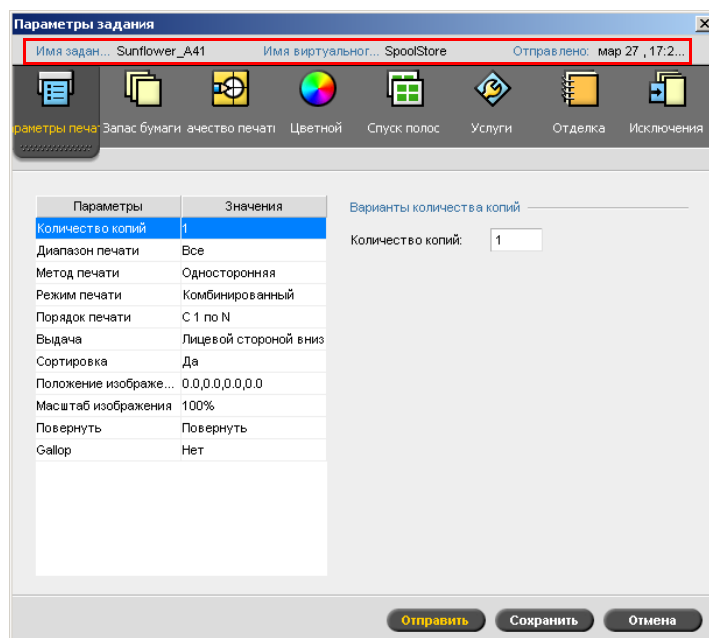 Параметры задания
Имя задан... Sunflower_A41 Имя виртуальног... SpoolStore Отправлено: мар 27 , 17:2...
раметры печа Запас бумаги ачество печати Цветной Спуск полос Услуги Отделка Исключения
Параметры Значения
Варианты количества копий
Количество копий 1
Количество копий: 1
Диапазон печати Все
Метод печати Односторонняя
Режим печати Комбинированный
Порядок печати С 1 по N
Выдача Лицевой стороной вниз
Сортировка Да
Положение изображе... 0.0,0.0,0.0,0.0
Масштаб изображения 100%
Повернуть Повернуть
Gallop Нет
Отправить Сохранить Отмена